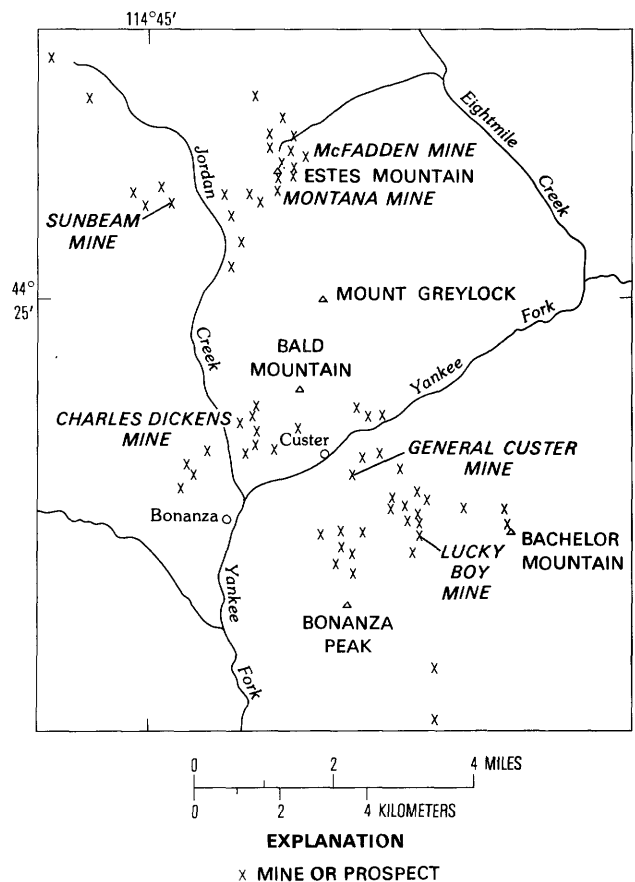 114°45′
Eightmile
Creek
McFADDEN MINE
ESTES MOUNTAIN
MONTANA MINE
Jordan
SUNBEAM
MINE
44°
25′
MOUNT GREYLOCK
Fork
Creek
BALD
MOUNTAIN
Yankee
CHARLES DICKENS
MINE
Custer
GENERAL CUSTER
MINE
Bonanza
BACHELOR
MOUNTAIN
LUCKY
BOY
MINE
Yankee
BONANZA
PEAK
Fork
0 2 4 MILES
0 2 4 KILOMETERS
EXPLANATION
x MINE OR PROSPECT